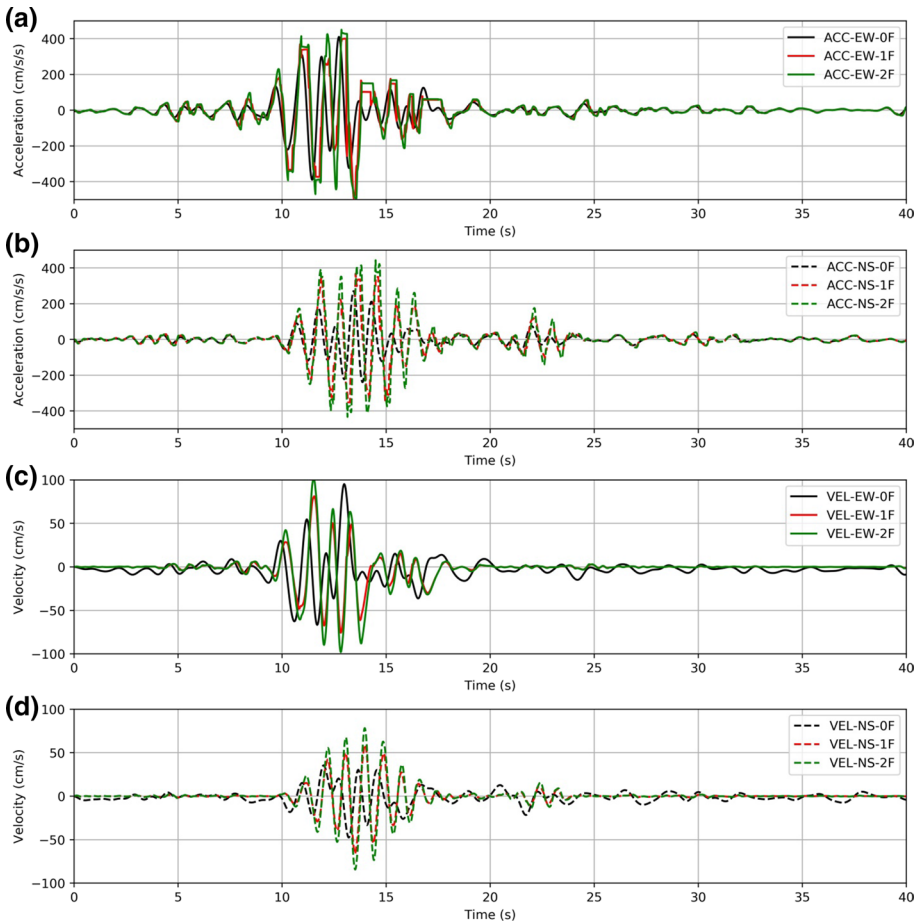 (a)
Acceleration (cm/s/s)
400
200
0
−200
−400
ACC-EW-0F
ACC-EW-1F
ACC-EW-2F
0 5 10 15 20 25 30 35 40
Time (s)
(b)
Acceleration (cm/s/s)
400
200
0
−200
−400
ACC-NS-0F
ACC-NS-1F
ACC-NS-2F
0 5 10 15 20 25 30 35 40
Time (s)
(c)
Velocity (cm/s)
100
50
0
−50
−100
VEL-EW-0F
VEL-EW-1F
VEL-EW-2F
0 5 10 15 20 25 30 35 40
Time (s)
(d)
Velocity (cm/s)
100
50
0
−50
−100
VEL-NS-0F
VEL-NS-1F
VEL-NS-2F
0 5 10 15 20 25 30 35 40
Time (s)